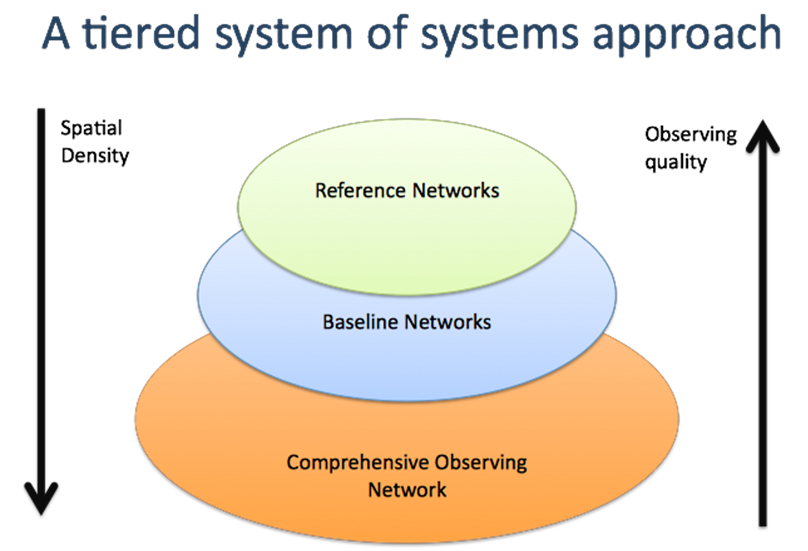 A tiered system of systems approach
Spatial
Density
Observing
quality
Reference Networks
Baseline Networks
Comprehensive Observing
Network